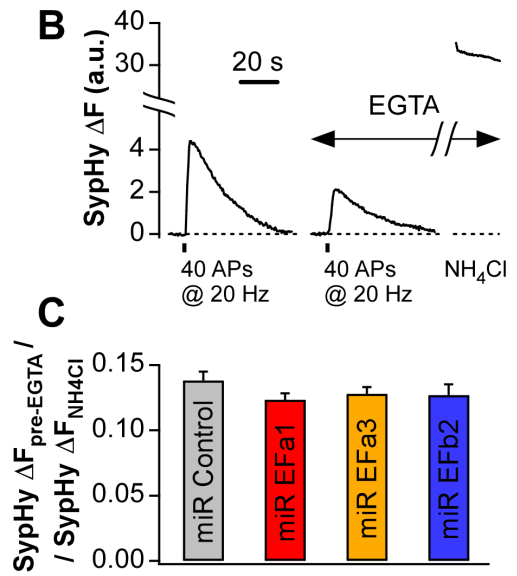 B
SypHy ΔF (a.u.)
40
30
4
2
0
20 s
EGTA
40 APs
@ 20 Hz
40 APs
@ 20 Hz
NH4Cl
C
SypHy ΔFpre-EGTA /
/ SypHy ΔFNH4Cl
0.15
0.10
0.05
0.00
miR Control
miR EFa1
miR EFa3
miR EFb2